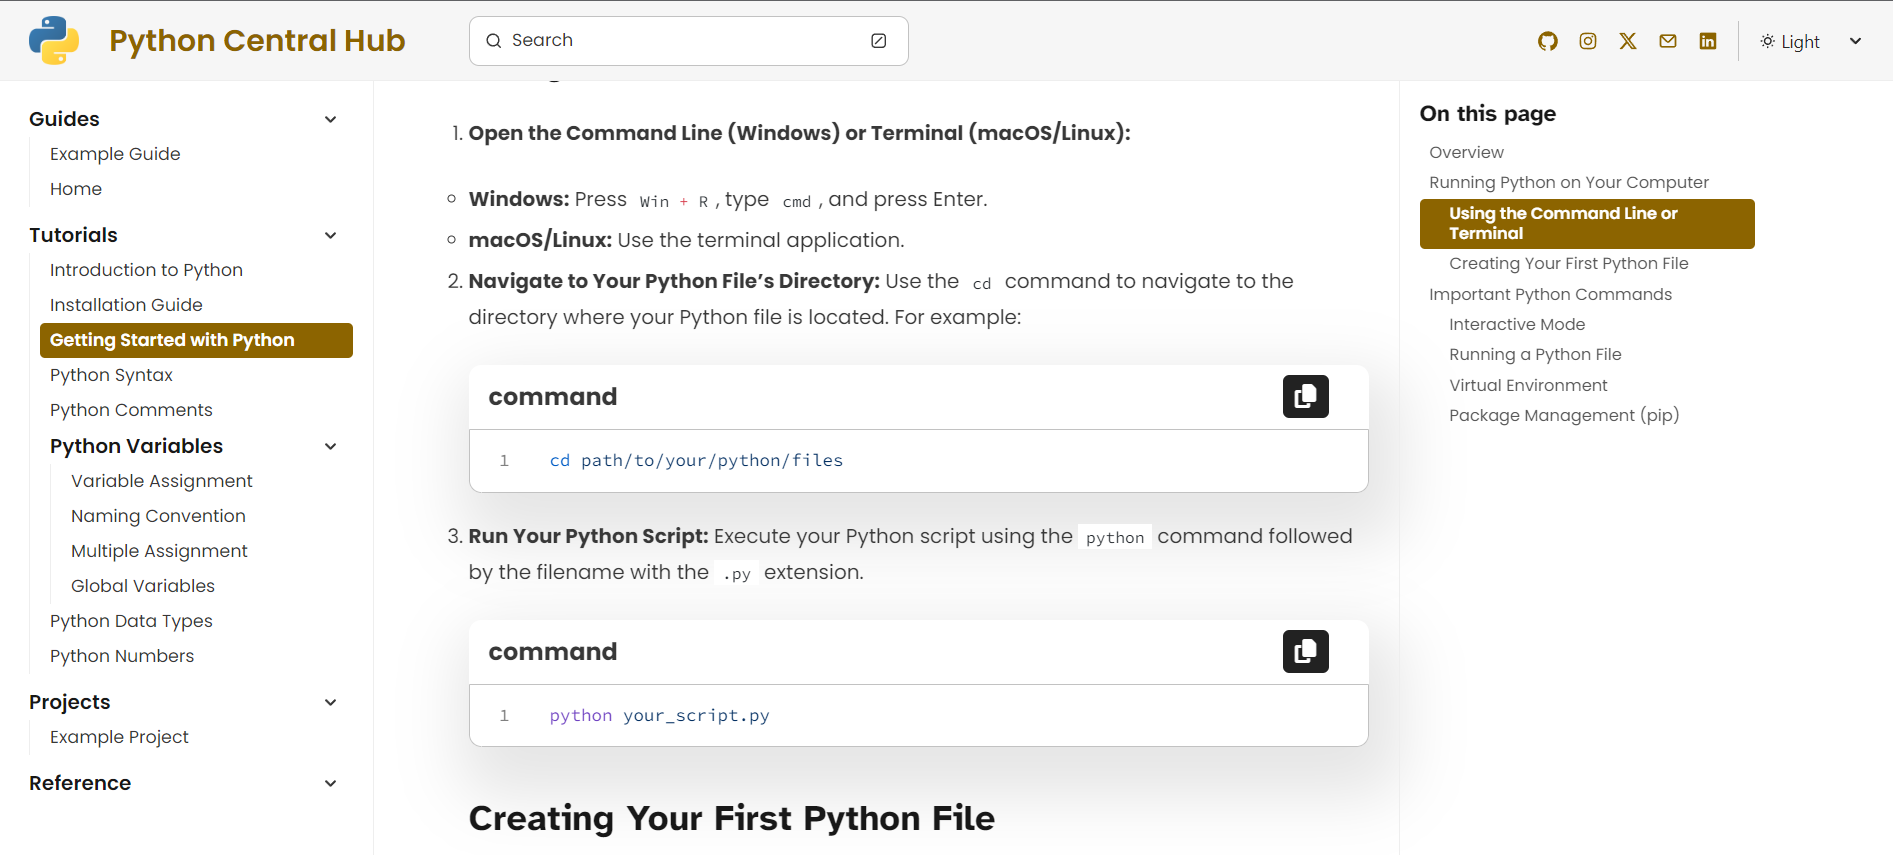 Python Central Hub
Search
Light
Guides
Example Guide
Home
Tutorials
Introduction to Python
Installation Guide
Getting Started with Python
Python Syntax
Python Comments
Python Variables
Variable Assignment
Naming Convention
Multiple Assignment
Global Variables
Python Data Types
Python Numbers
Projects
Example Project
Reference
1. Open the Command Line (Windows) or Terminal (macOS/Linux):
Windows: Press Win + R, type cmd, and press Enter.
macOS/Linux: Use the terminal application.
2. Navigate to Your Python File’s Directory: Use the cd command to navigate to the
directory where your Python file is located. For example:
command
1 cd path/to/your/python/files
3. Run Your Python Script: Execute your Python script using the python command followed
by the filename with the .py extension.
command
1 python your_script.py
Creating Your First Python File
On this page
Overview
Running Python on Your Computer
Using the Command Line or
Terminal
Creating Your First Python File
Important Python Commands
Interactive Mode
Running a Python File
Virtual Environment
Package Management (pip)